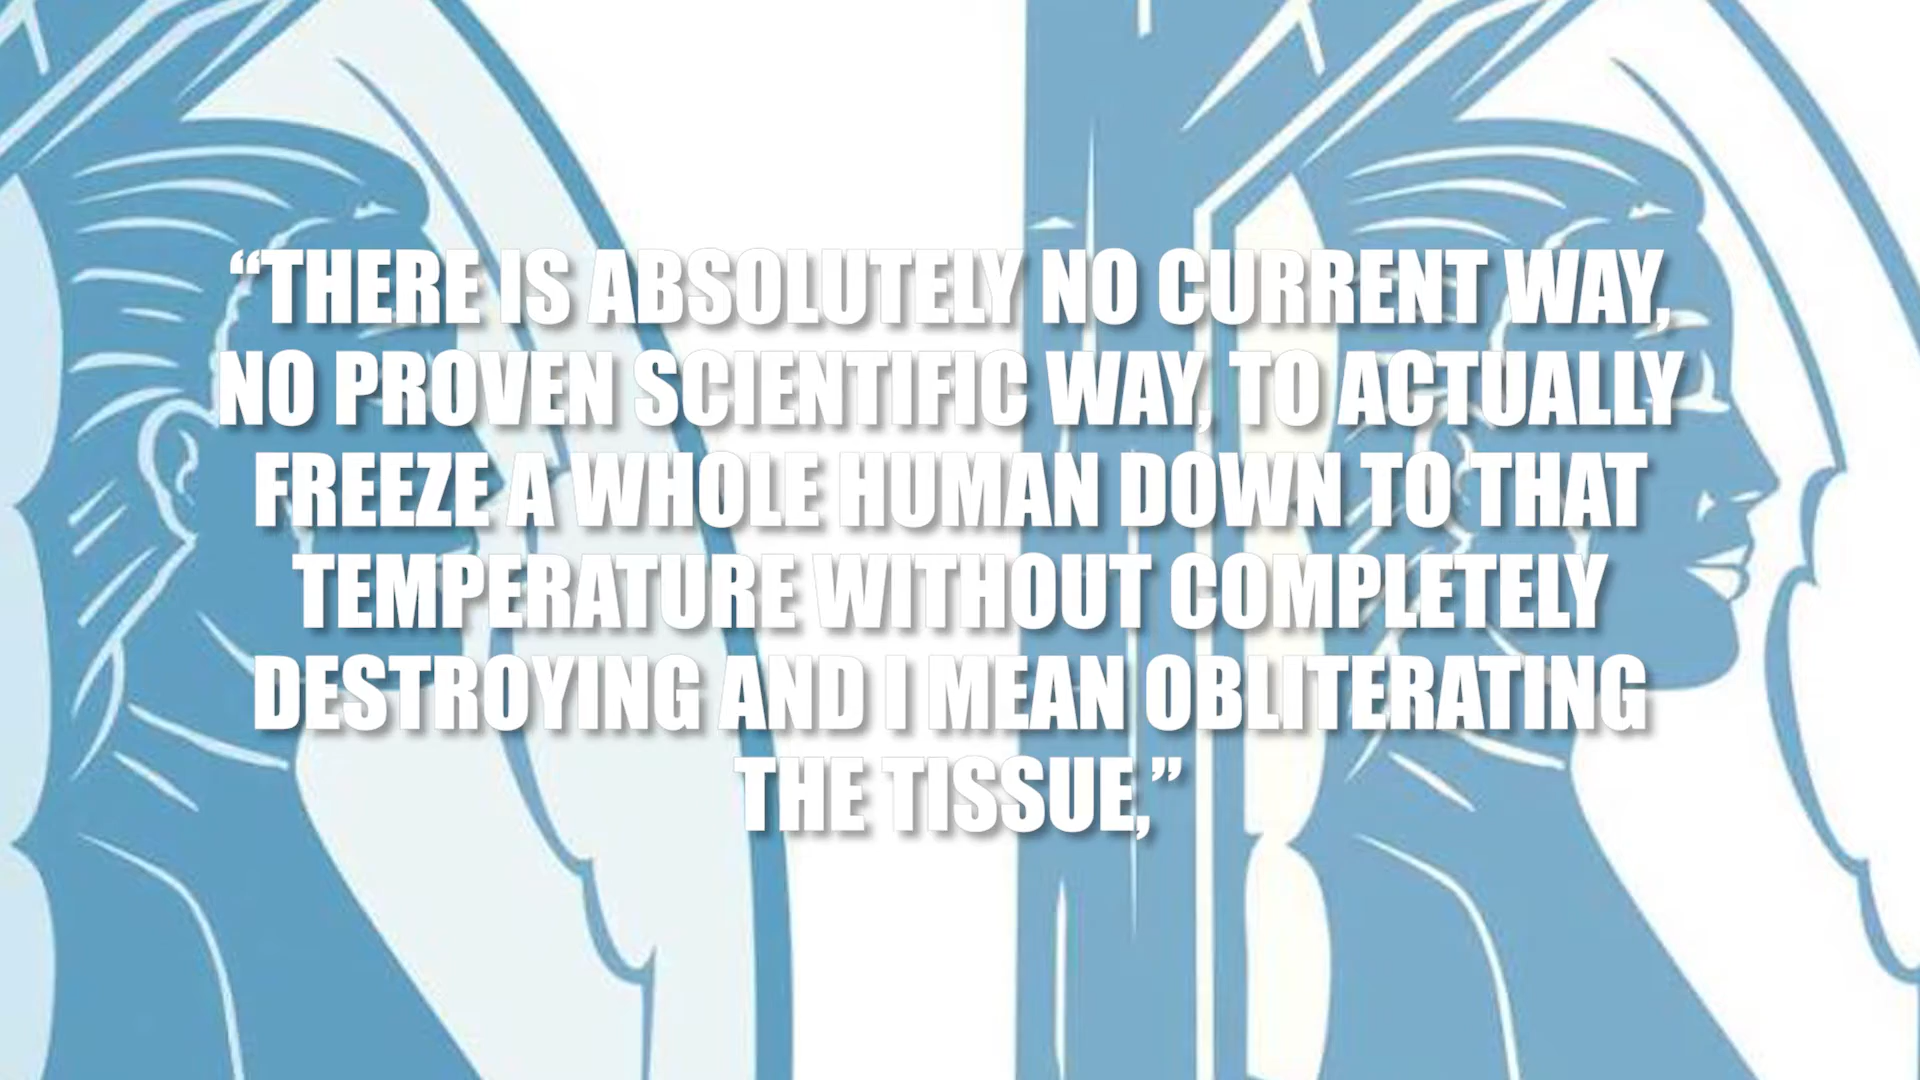 “THERE IS ABSOLUTELY NO CURRENT WAY,
NO PROVEN SCIENTIFIC WAY, TO ACTUALLY
FREEZE A WHOLE HUMAN DOWN TO THAT
TEMPERATURE WITHOUT COMPLETELY
DESTROYING AND I MEAN OBLITERATING
THE TISSUE,”